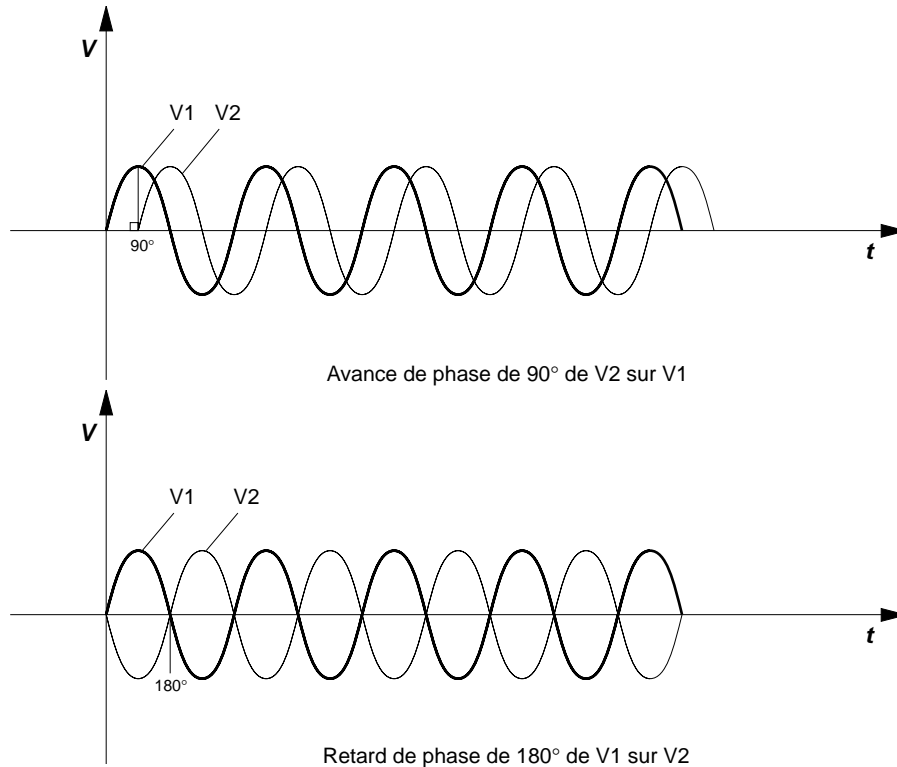 V
V1 V2
90°
t
Avance de phase de 90° de V2 sur V1
V
V1 V2
t
180°
Retard de phase de 180° de V1 sur V2